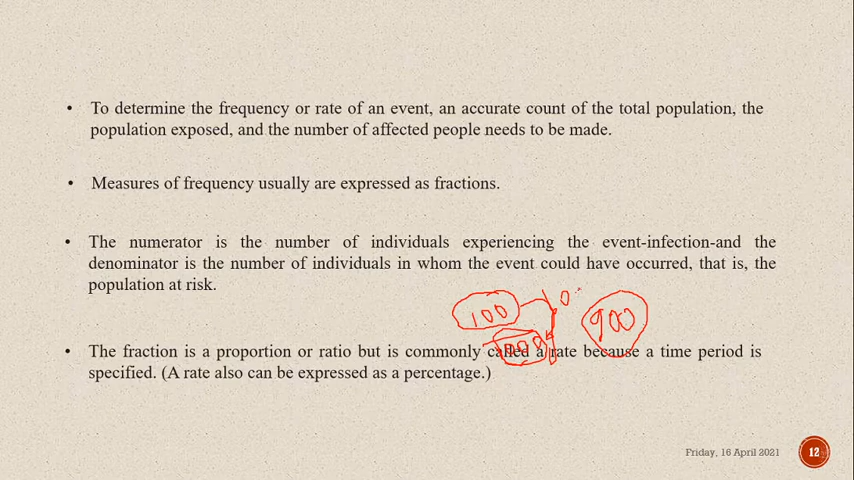 • To determine the frequency or rate of an event, an accurate count of the total population, the
population exposed, and the number of affected people needs to be made.
• Measures of frequency usually are expressed as fractions.
• The numerator is the number of individuals experiencing the event-infection-and the
denominator is the number of individuals in whom the event could have occurred, that is, the
population at risk.
100
900
• The fraction is a proportion or ratio but is commonly called a rate because a time period is
specified. (A rate also can be expressed as a percentage.)
Friday, 16 April 2021
12